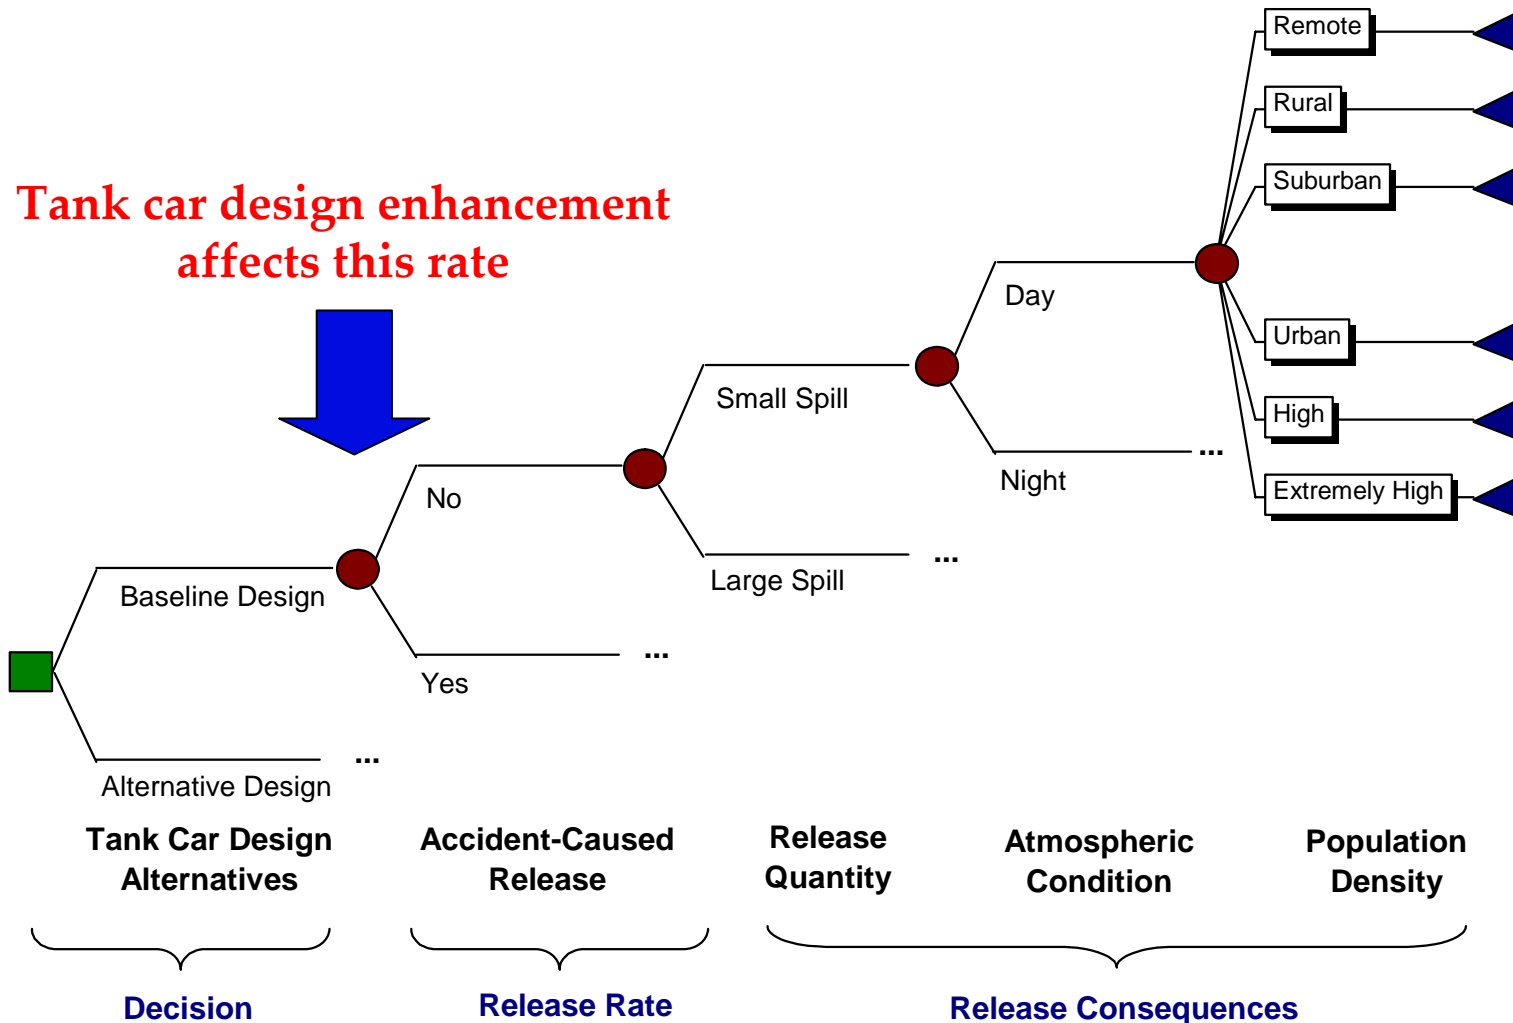 Remote
Rural
Suburban
Tank car design enhancement
affects this rate
Day
Urban
Small Spill
High
Night
...
No
Extremely High
Large Spill
...
Baseline Design
Yes
...
Alternative Design
...
Tank Car Design
Alternatives
Accident-Caused
Release
Release
Quantity
Atmospheric
Condition
Population
Density
Decision
Release Rate
Release Consequences